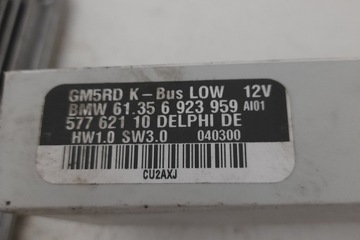 GM5RD K-Bus LOW 12V
BMW 61.35 6 923 959 AI01
577 621 10 DELPHI DE
HW1.0 SW3.0 040300
CU2AXJ